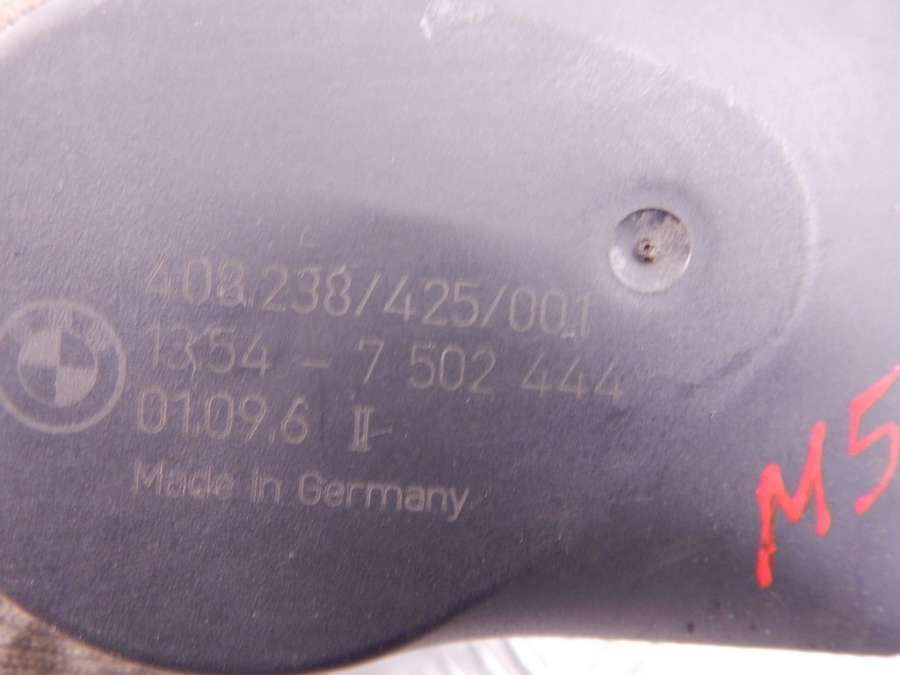 408.238/425/001
1354 - 7 502 444
01.09.6 II
Made in Germany
M5